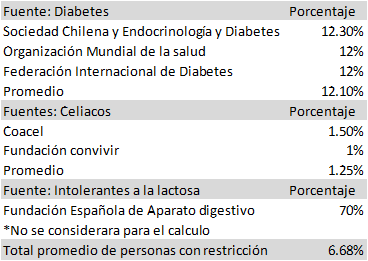 Fuente: Diabetes Porcentaje
Sociedad Chilena y Endocrinología y Diabetes 12.30%
Organización Mundial de la salud 12%
Federación Internacional de Diabetes 12%
Promedio 12.10%
Fuentes: Celiacos Porcentaje
Coacel 1.50%
Fundación convivir 1%
Promedio 1.25%
Fuente: Intolerantes a la lactosa Porcentaje
Fundación Española de Aparato digestivo 70%
*No se considerara para el calculo
Total promedio de personas con restricción 6.68%